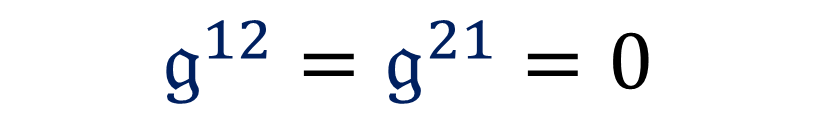 𝔤¹² = 𝔤²¹ = 0